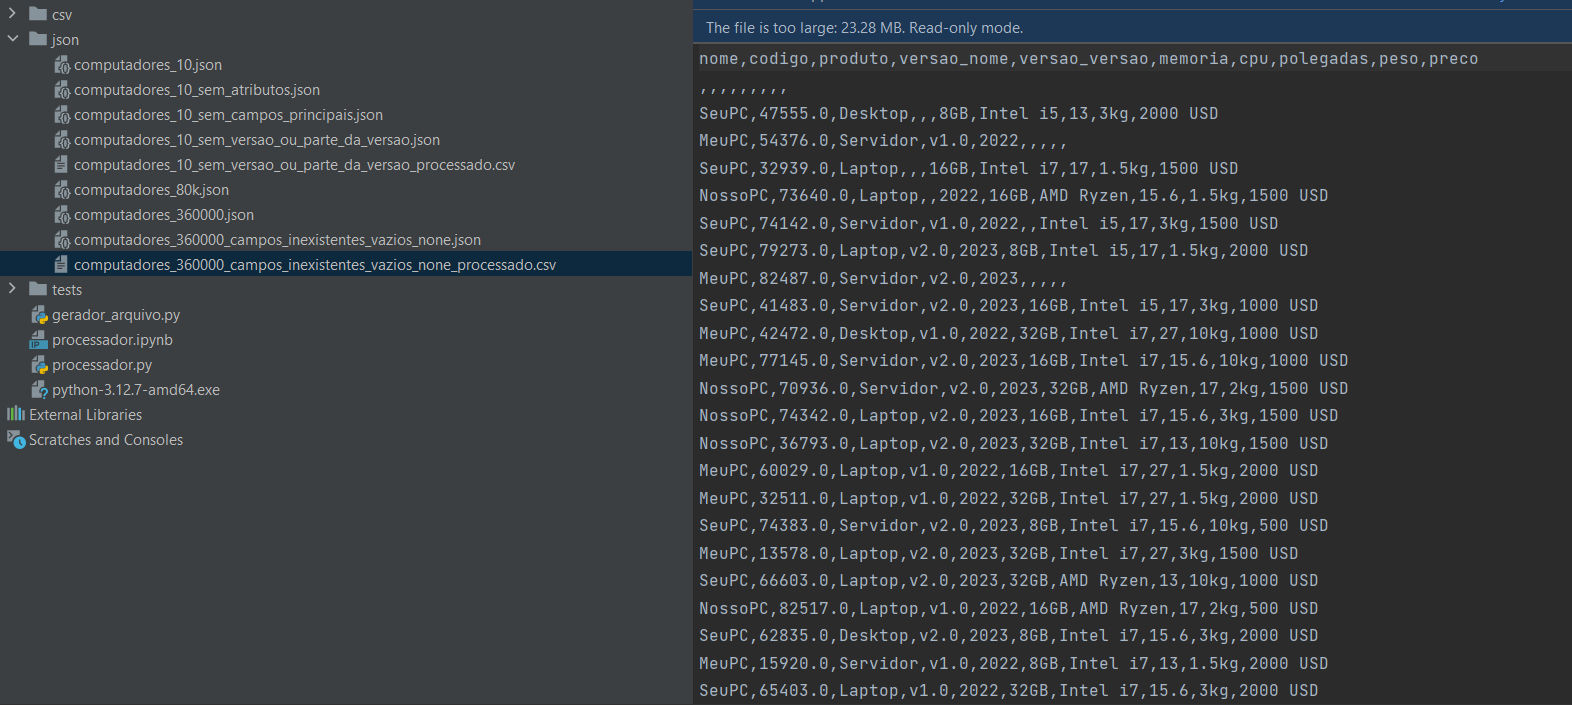 csv
json
computadores_10.json
computadores_10_sem_atributos.json
computadores_10_sem_campos_principais.json
computadores_10_sem_versao_ou_parte_da_versao.json
computadores_10_sem_versao_ou_parte_da_versao_processado.csv
computadores_80k.json
computadores_360000.json
computadores_360000_campos_inexistentes_vazios_none.json
computadores_360000_campos_inexistentes_vazios_none_processado.csv
tests
gerador_arquivo.py
processador.ipynb
processador.py
python-3.12.7-amd64.exe
External Libraries
Scratches and Consoles
The file is too large: 23.28 MB. Read-only mode.
nome,codigo,produto,versao_nome,versao_versao,memoria,cpu,polegadas,peso,preco
,,,,,,,,,
SeuPC,47555.0,Desktop,,,8GB,Intel i5,13,3kg,2000 USD
MeuPC,54376.0,Servidor,v1.0,2022,,,,,
SeuPC,32939.0,Laptop,,,16GB,Intel i7,17,1.5kg,1500 USD
NossoPC,73640.0,Laptop,,2022,16GB,AMD Ryzen,15.6,1.5kg,1500 USD
SeuPC,74142.0,Servidor,v1.0,2022,,Intel i5,17,3kg,1500 USD
SeuPC,79273.0,Laptop,v2.0,2023,8GB,Intel i5,17,1.5kg,2000 USD
MeuPC,82487.0,Servidor,v2.0,2023,,,,,
SeuPC,41483.0,Servidor,v2.0,2023,16GB,Intel i5,17,3kg,1000 USD
MeuPC,42472.0,Desktop,v1.0,2022,32GB,Intel i7,27,10kg,1000 USD
MeuPC,77145.0,Servidor,v2.0,2023,16GB,Intel i7,15.6,10kg,1000 USD
NossoPC,70936.0,Servidor,v2.0,2023,32GB,AMD Ryzen,17,2kg,1500 USD
NossoPC,74342.0,Laptop,v2.0,2023,16GB,Intel i7,15.6,3kg,1500 USD
NossoPC,36793.0,Laptop,v2.0,2023,32GB,Intel i7,13,10kg,1500 USD
MeuPC,60029.0,Laptop,v1.0,2022,16GB,Intel i7,27,1.5kg,2000 USD
MeuPC,32511.0,Laptop,v1.0,2022,32GB,Intel i7,27,1.5kg,2000 USD
SeuPC,74383.0,Servidor,v2.0,2023,8GB,Intel i7,15.6,10kg,500 USD
MeuPC,13578.0,Laptop,v2.0,2023,32GB,Intel i7,27,3kg,1500 USD
SeuPC,66603.0,Laptop,v2.0,2023,32GB,AMD Ryzen,13,10kg,1000 USD
NossoPC,82517.0,Laptop,v1.0,2022,16GB,AMD Ryzen,17,2kg,500 USD
SeuPC,62835.0,Desktop,v2.0,2023,8GB,Intel i7,15.6,3kg,2000 USD
MeuPC,15920.0,Servidor,v1.0,2022,8GB,Intel i7,13,1.5kg,2000 USD
SeuPC,65403.0,Laptop,v1.0,2022,32GB,Intel i7,15.6,3kg,2000 USD